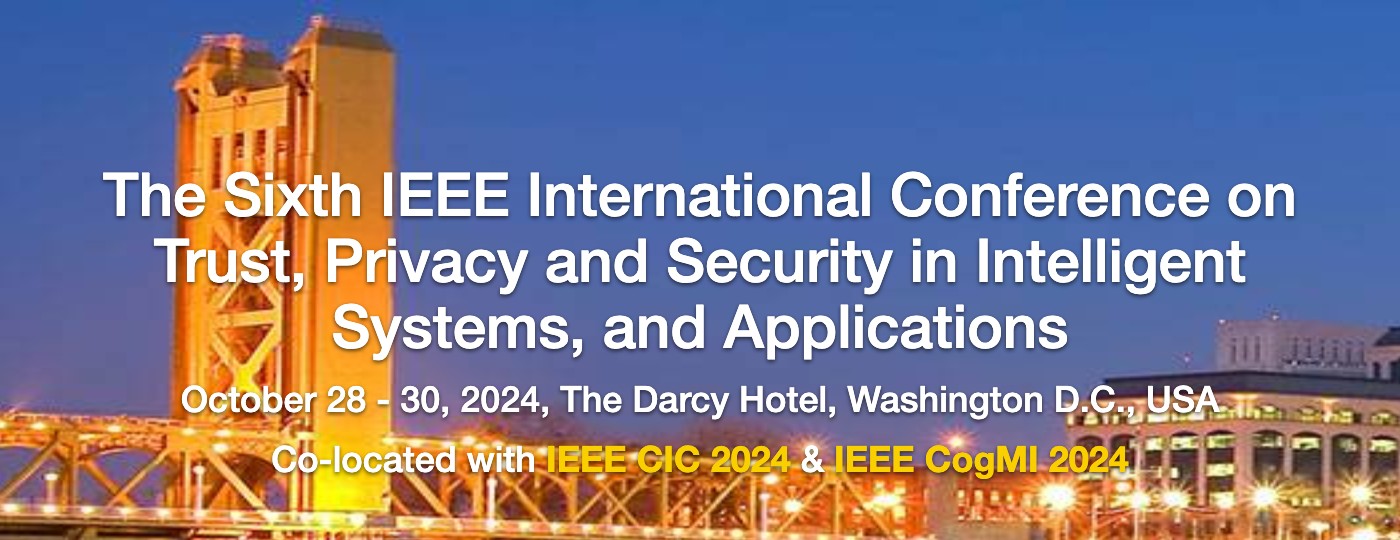 The Sixth IEEE International Conference on
Trust, Privacy and Security in Intelligent
Systems, and Applications
October 28 - 30, 2024, The Darcy Hotel, Washington D.C., USA
Co-located with IEEE CIC 2024 & IEEE CogMI 2024